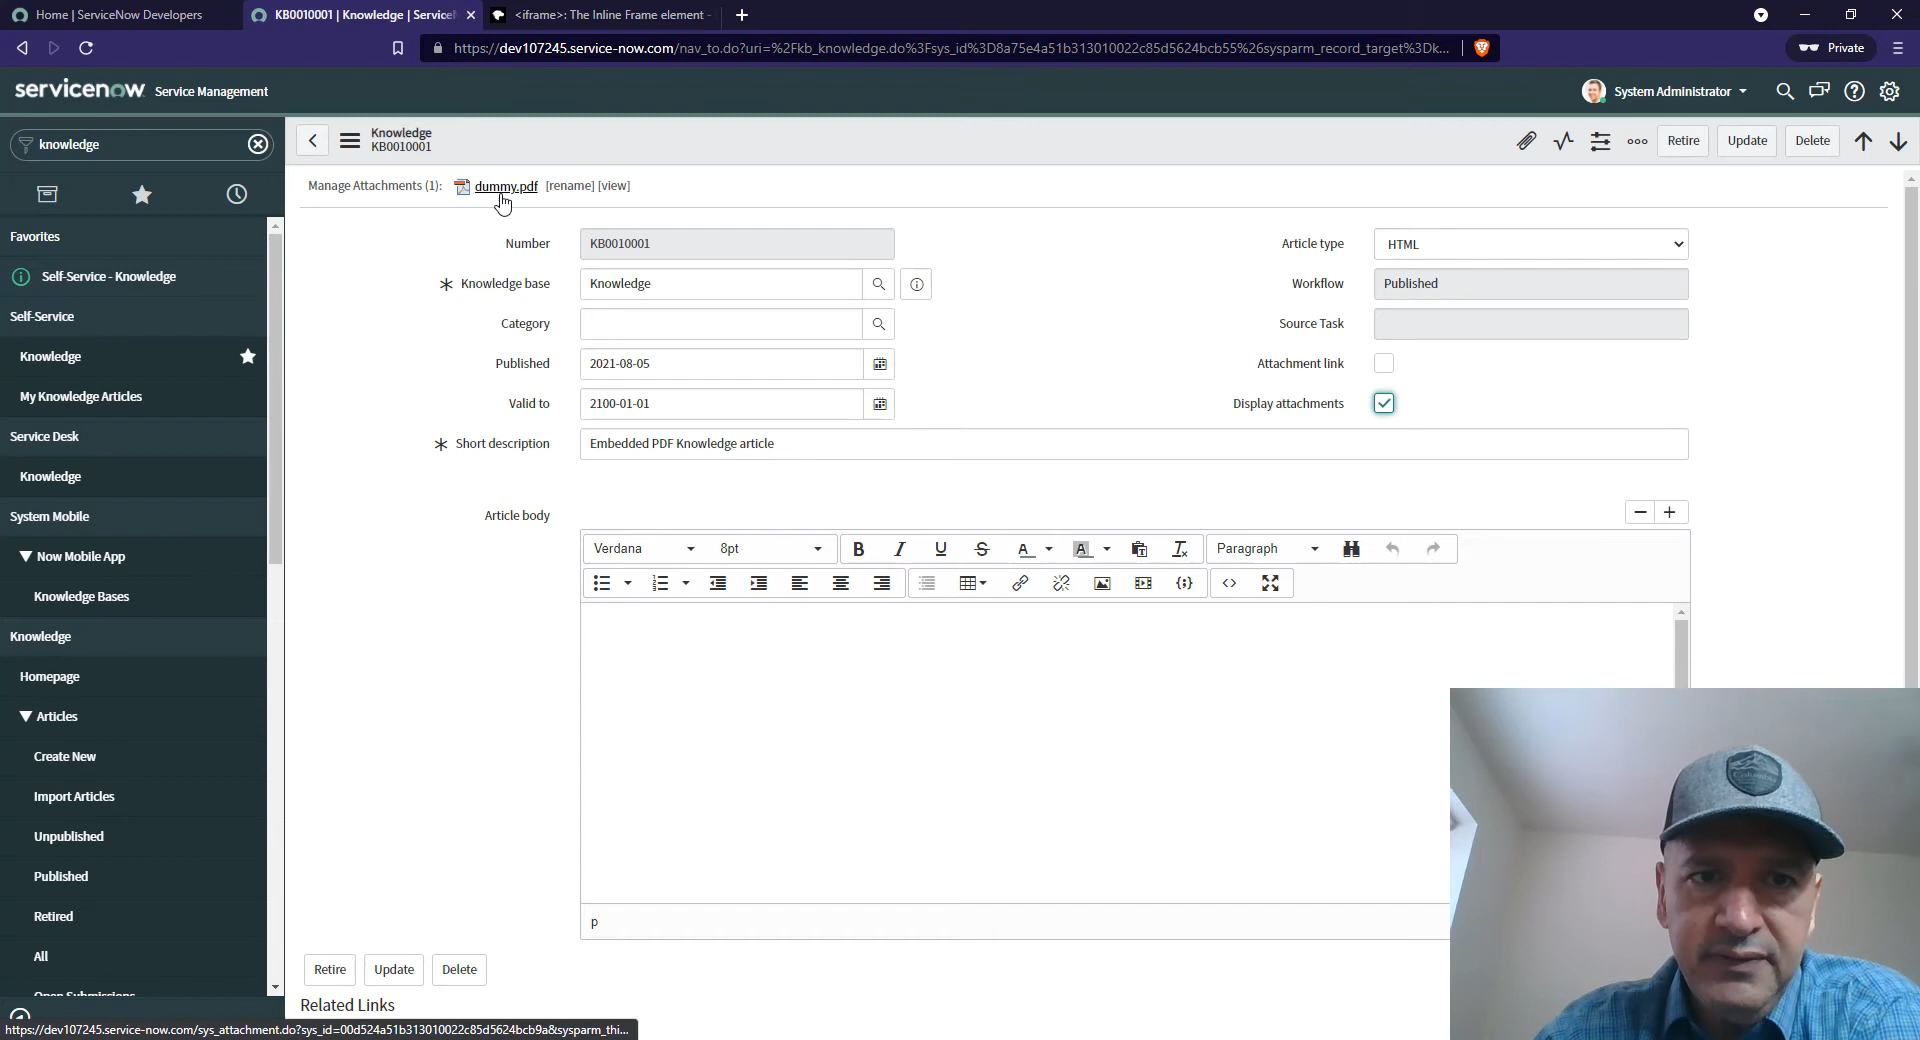 Home | ServiceNow Developers
KB0010001 | Knowledge | Service
<iframe>: The Inline Frame element -
https://dev107245.service-now.com/nav_to.do?uri=%2Fkb_knowledge.do%3Fsys_id%3D8a75e4a51b313010022c85d5624bcb55%26sysparm_record_target%3Dk...
Private
servicenow Service Management
System Administrator
knowledge
Knowledge
KB0010001
Retire
Update
Delete
Manage Attachments (1): dummy.pdf [rename] [view]
Favorites
Self-Service - Knowledge
Self-Service
Knowledge
My Knowledge Articles
Service Desk
Knowledge
System Mobile
Now Mobile App
Knowledge Bases
Knowledge
Homepage
Articles
Create New
Import Articles
Unpublished
Published
Retired
All
Open Submissions
Number KB0010001
Knowledge base Knowledge
Category
Published 2021-08-05
Valid to 2100-01-01
Short description Embedded PDF Knowledge article
Article type HTML
Workflow Published
Source Task
Attachment link
Display attachments
Article body
Verdana 8pt Paragraph
p
Retire Update Delete
Related Links
https://dev107245.service-now.com/sys_attachment.do?sys_id=00d524a51b313010022c85d5624bcb9a&sysparm_thi...